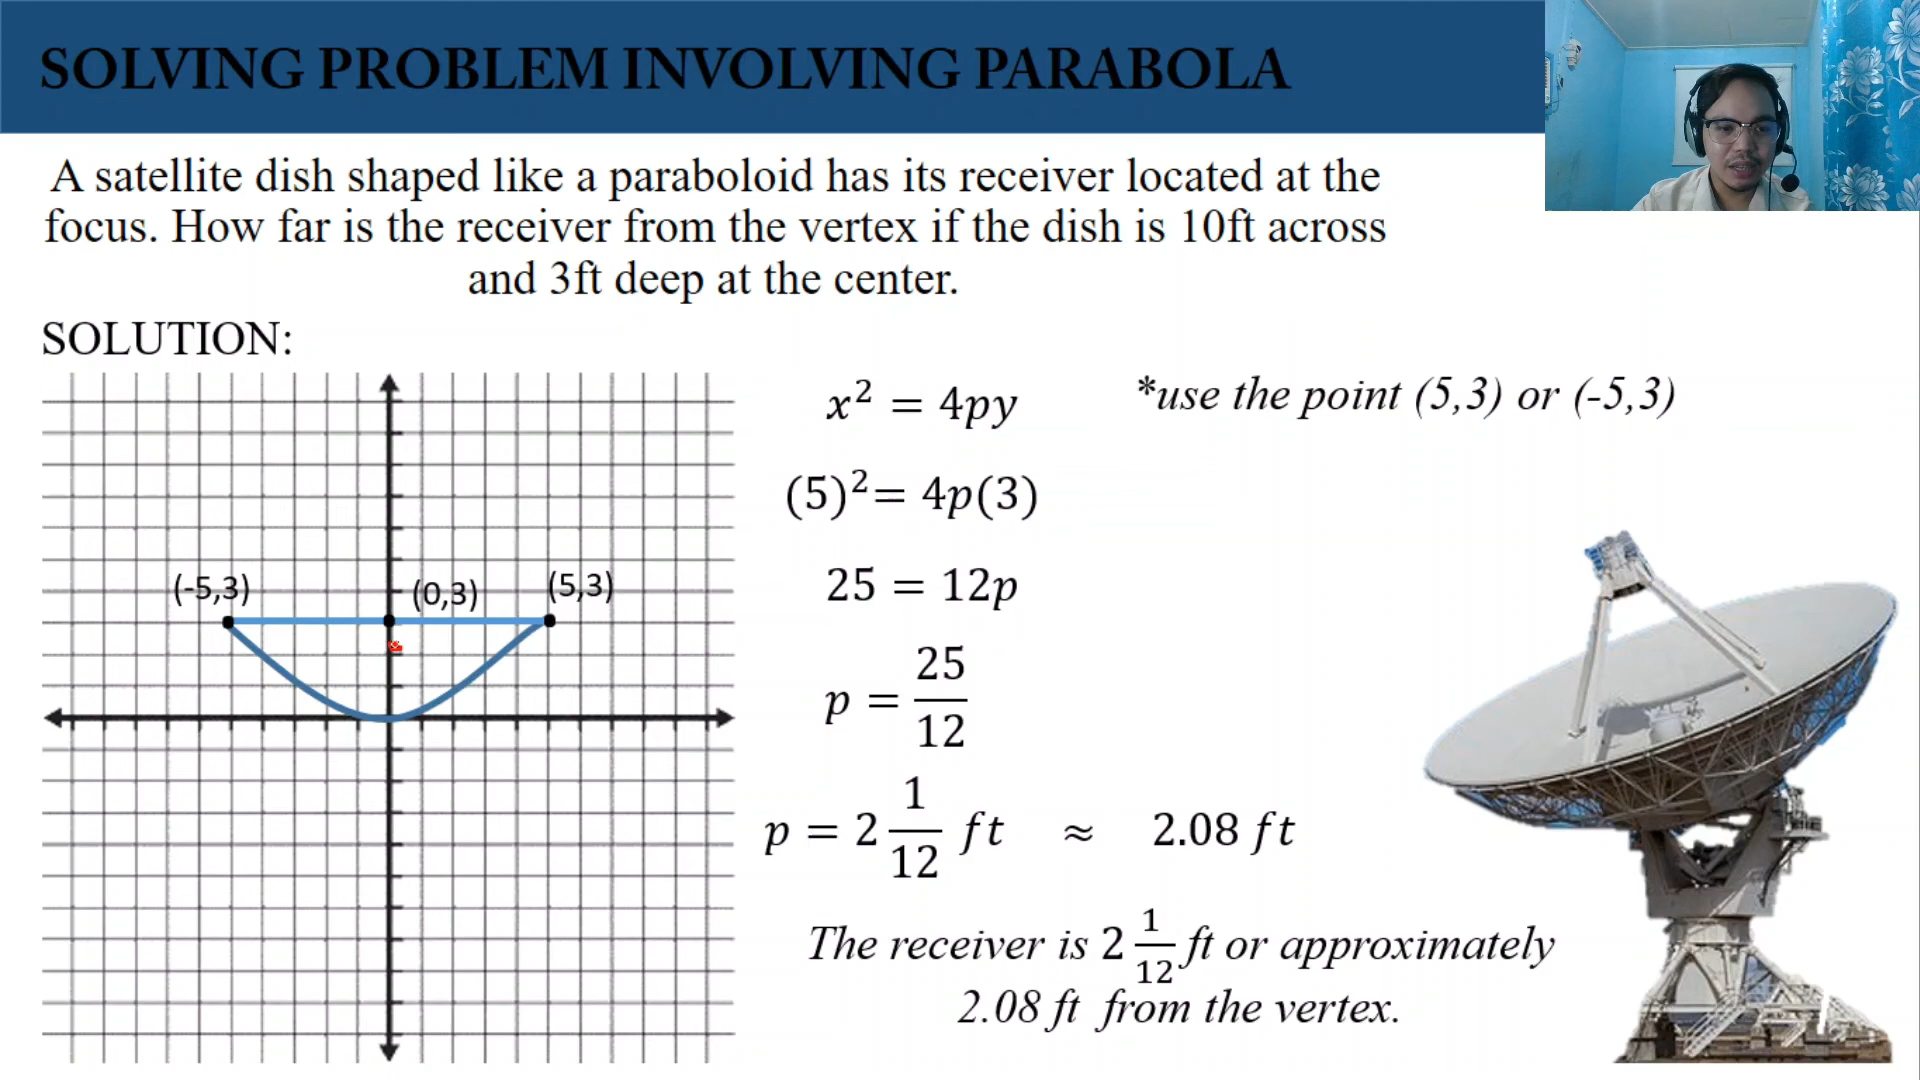 SOLVING PROBLEM INVOLVING PARABOLA
A satellite dish shaped like a paraboloid has its receiver located at the
focus. How far is the receiver from the vertex if the dish is 10ft across
and 3ft deep at the center.
SOLUTION:
(-5,3)
(0,3)
(5,3)
x² = 4py
*use the point (5,3) or (-5,3)
(5)²= 4p(3)
25 = 12p
p = 25/12
p = 2 1/12 ft ≈ 2.08 ft
The receiver is 2 1/12 ft or approximately
2.08 ft from the vertex.